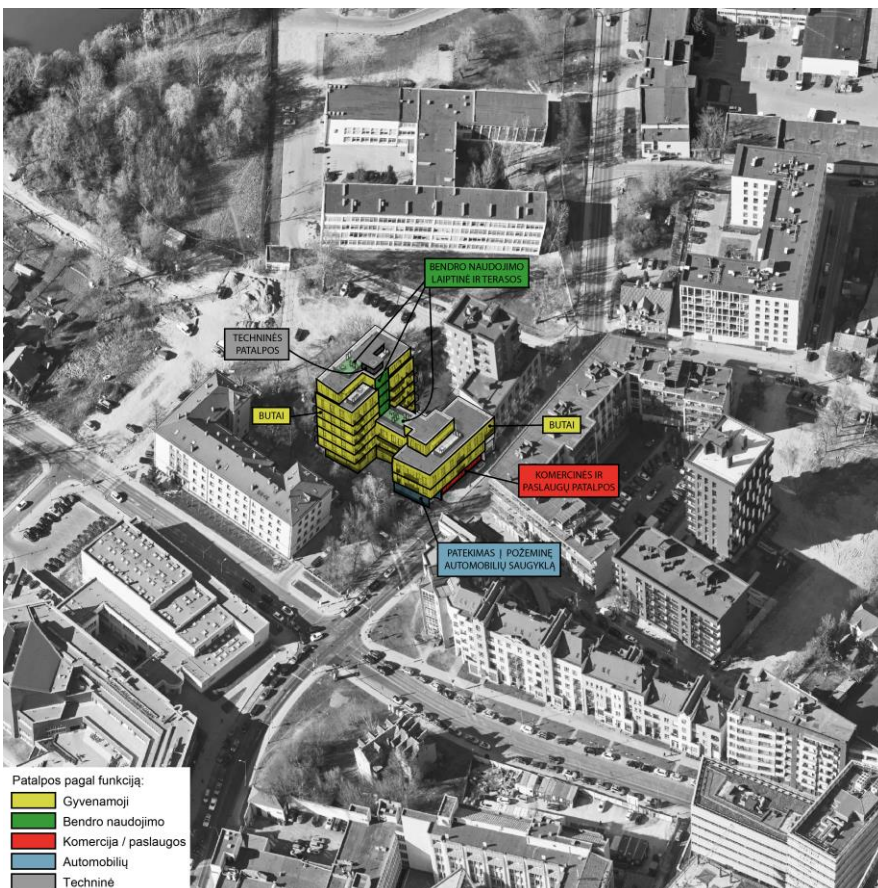 BENDRO NAUDOJIMO
LAIPTINĖ IR TERASOS
TECHNINĖS
PATALPOS
BUTAI
BUTAI
KOMERCINĖS IR
PASLAUGŲ PATALPOS
PATEKIMAS Į POŽEMINĘ
AUTOMOBILIŲ SAUGYKLĄ
Patalpos pagal funkciją:
Gyvenamoji
Bendro naudojimo
Komercija / paslaugos
Automobilių
Techninė